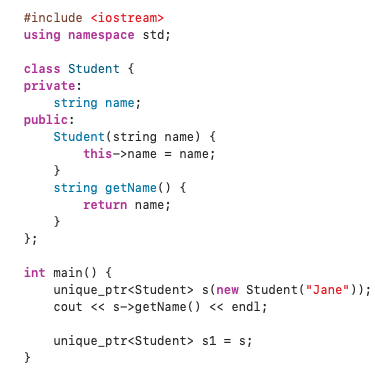 #include <iostream>
using namespace std;

class Student {
private:
    string name;
public:
    Student(string name) {
        this->name = name;
    }
    string getName() {
        return name;
    }
};

int main() {
    unique_ptr<Student> s(new Student("Jane"));
    cout << s->getName() << endl;

    unique_ptr<Student> s1 = s;
}